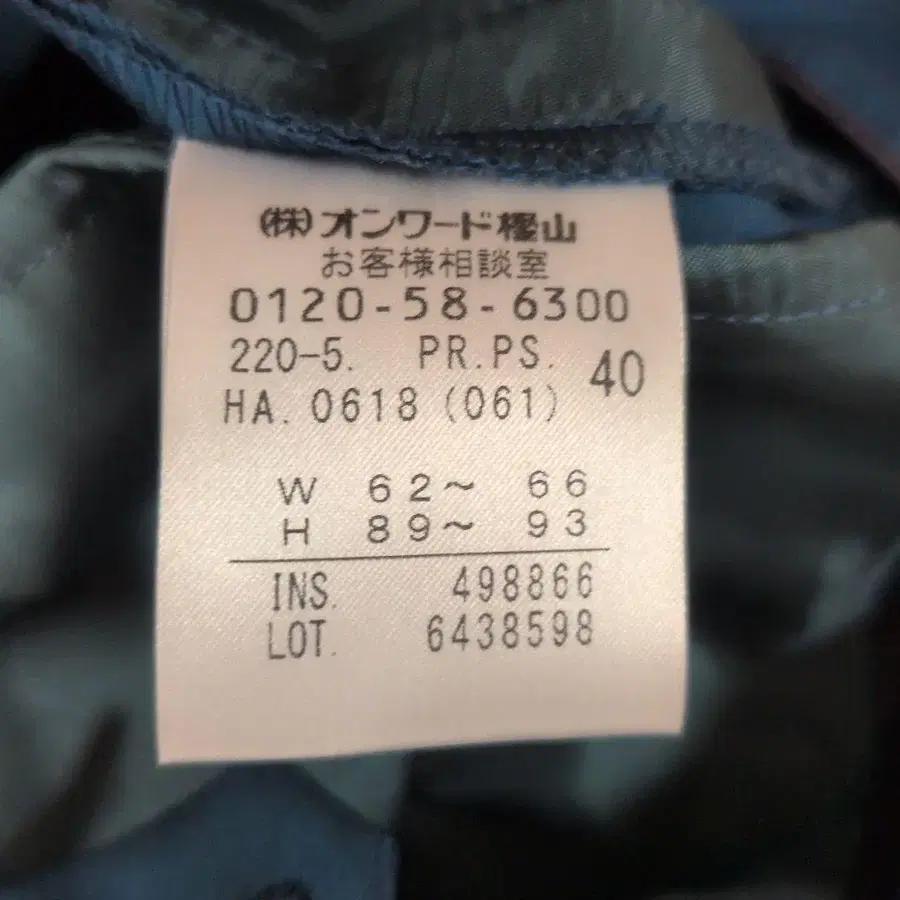 (株)オンワード樫山
お客様相談室
0120-58-6300
220-5. PR.PS. 40
HA. 0618 (061)
W 62~ 66
H 89~ 93
INS. 498866
LOT. 6438598